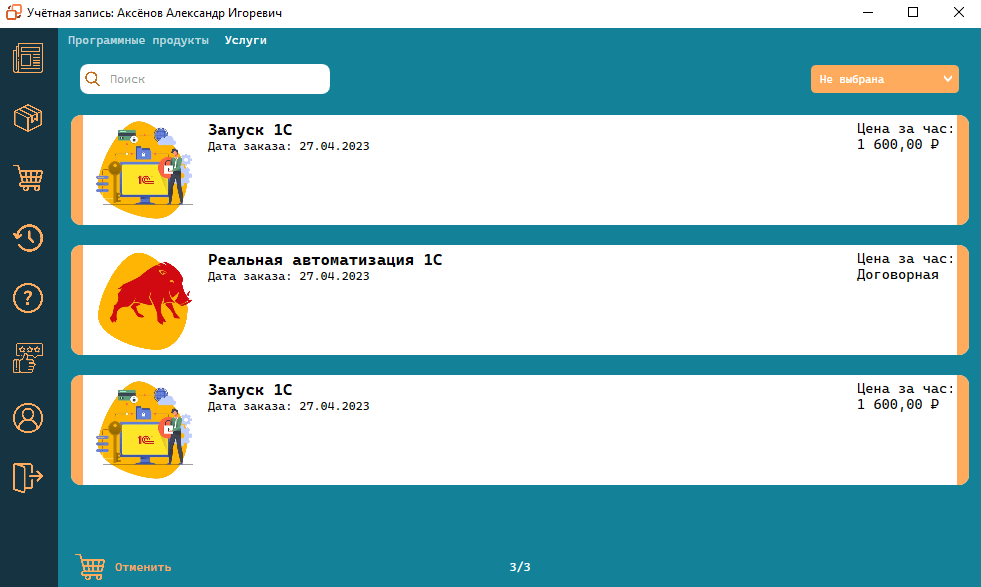 Учётная запись: Аксёнов Александр Игоревич
Программные продукты Услуги
Поиск
Не выбрана
Запуск 1С
Дата заказа: 27.04.2023
Цена за час:
1 600,00 ₽
1С
Реальная автоматизация 1С
Дата заказа: 27.04.2023
Цена за час:
Договорная
Запуск 1С
Дата заказа: 27.04.2023
Цена за час:
1 600,00 ₽
1С
Отменить
3/3